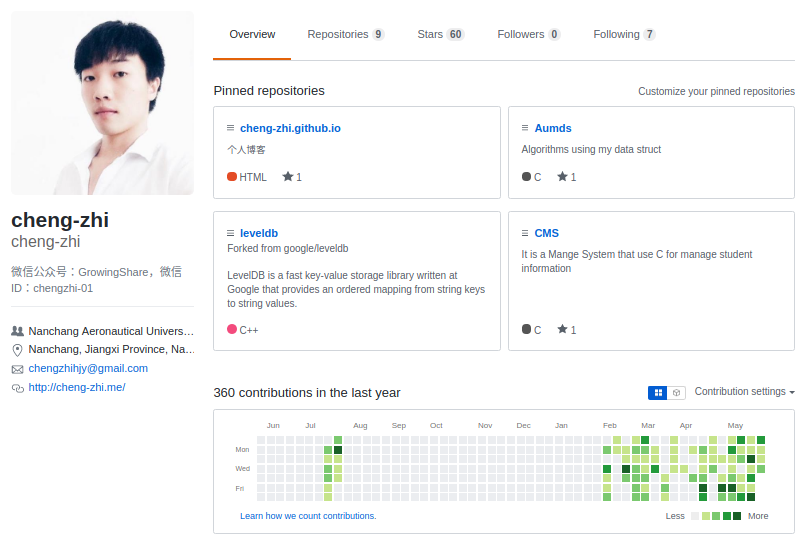 Overview
Repositories 9
Stars 60
Followers 0
Following 7
cheng-zhi
cheng-zhi
微信公众号：GrowingShare，微信
ID：chengzhi-01
Nanchang Aeronautical Univers…
Nanchang, Jiangxi Province, Na…
chengzhihjy@gmail.com
http://cheng-zhi.me/
Pinned repositories
Customize your pinned repositories
cheng-zhi.github.io
个人博客
HTML 1
Aumds
Algorithms using my data struct
C 1
leveldb
Forked from google/leveldb
LevelDB is a fast key-value storage library written at
Google that provides an ordered mapping from string keys
to string values.
C++
CMS
It is a Mange System that use C for manage student
information
C 1
360 contributions in the last year
Contribution settings
Jun Jul Aug Sep Oct Nov Dec Jan Feb Mar Apr May
Mon
Wed
Fri
Learn how we count contributions.
Less More